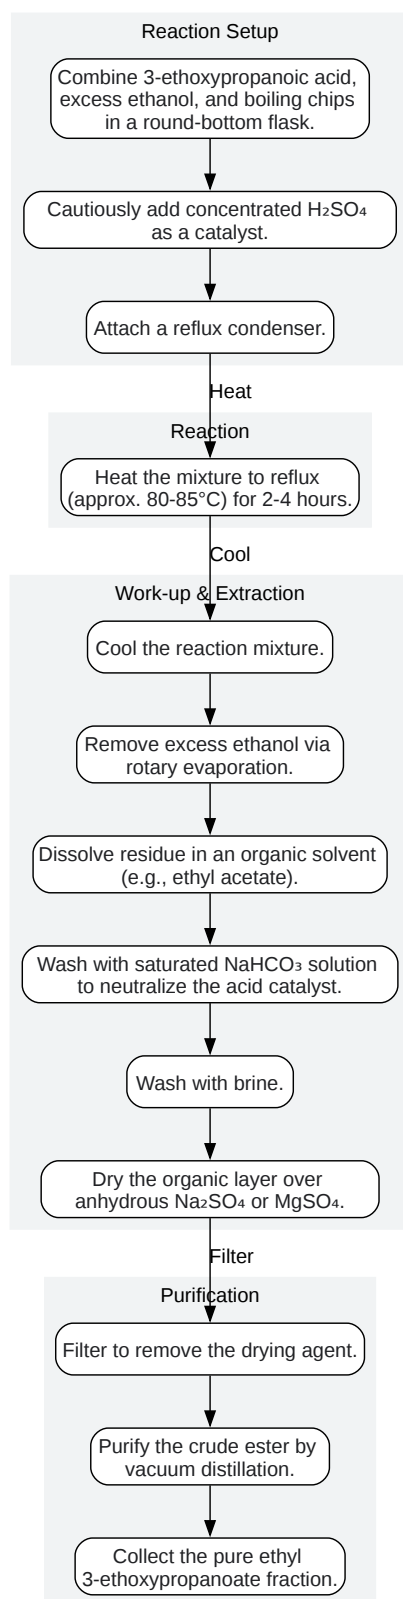 Reaction Setup
Combine 3-ethoxypropanoic acid,
excess ethanol, and boiling chips
in a round-bottom flask.
Cautiously add concentrated H₂SO₄
as a catalyst.
Attach a reflux condenser.
Heat
Reaction
Heat the mixture to reflux
(approx. 80-85°C) for 2-4 hours.
Cool
Work-up & Extraction
Cool the reaction mixture.
Remove excess ethanol via
rotary evaporation.
Dissolve residue in an organic solvent
(e.g., ethyl acetate).
Wash with saturated NaHCO₃ solution
to neutralize the acid catalyst.
Wash with brine.
Dry the organic layer over
anhydrous Na₂SO₄ or MgSO₄.
Filter
Purification
Filter to remove the drying agent.
Purify the crude ester by
vacuum distillation.
Collect the pure ethyl
3-ethoxypropanoate fraction.